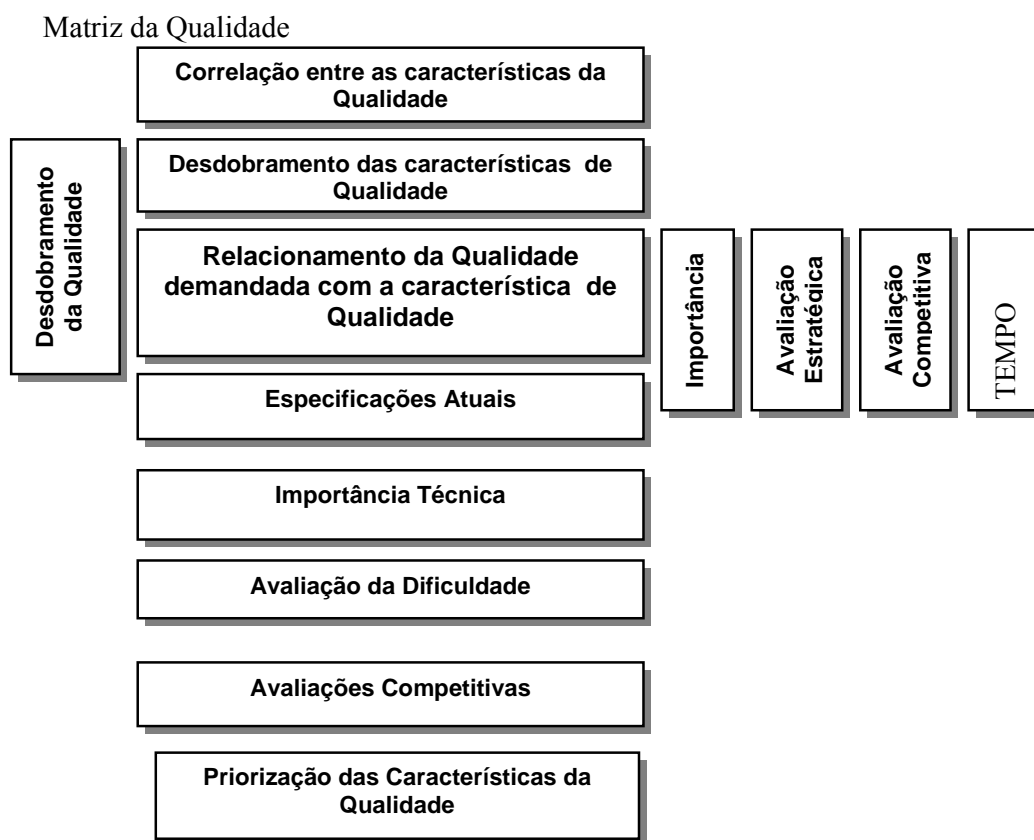 Matriz da Qualidade
Correlação entre as características da
Qualidade
Desdobramento
da Qualidade
Desdobramento das características de
Qualidade
Relacionamento da Qualidade
demandada com a característica de
Qualidade
Importância
Avaliação
Estratégica
Avaliação
Competitiva
TEMPO
Especificações Atuais
Importância Técnica
Avaliação da Dificuldade
Avaliações Competitivas
Priorização das Características da
Qualidade